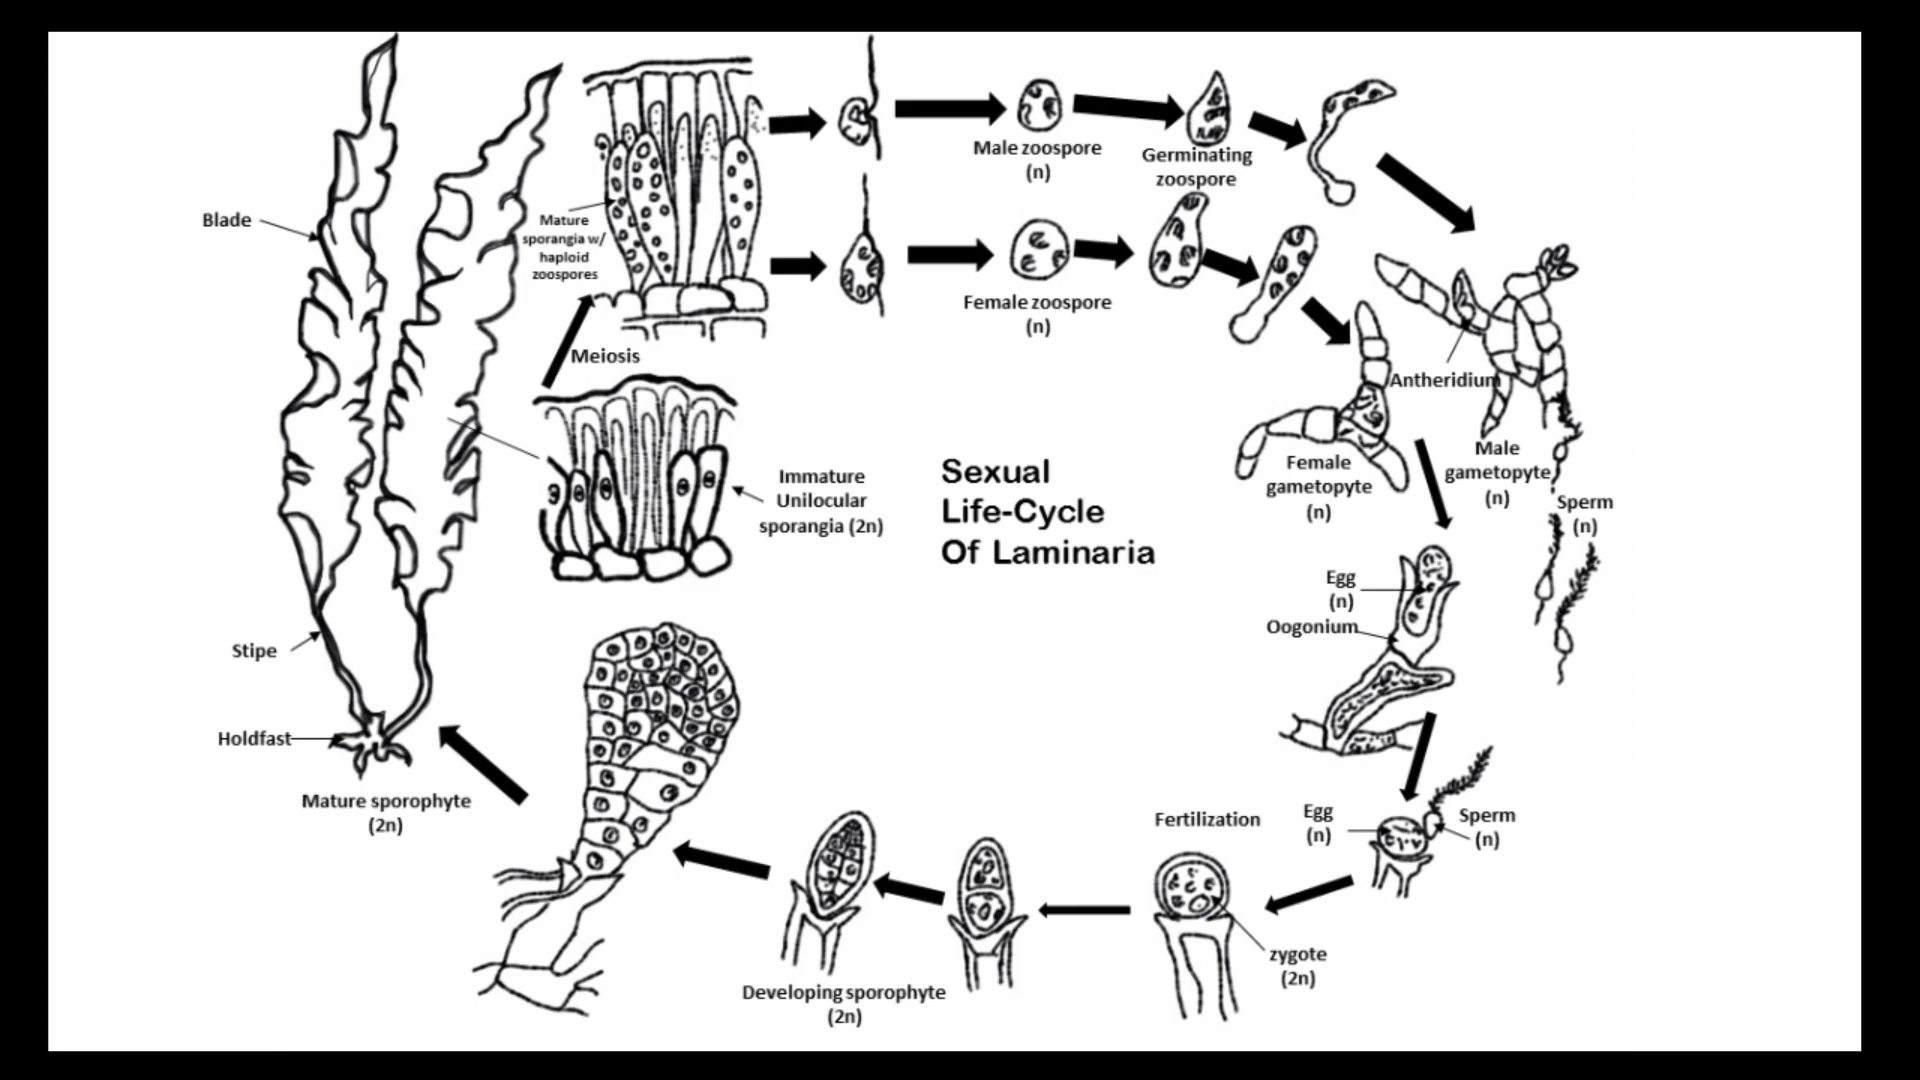 Blade
Stipe
Holdfast
Mature sporophyte
(2n)
Mature
sporangia w/
haploid
zoospores
Meiosis
Immature
Unilocular
sporangia (2n)
Male zoospore
(n)
Germinating
zoospore
Female zoospore
(n)
Sexual
Life-Cycle
Of Laminaria
Antheridium
Female
gametopyte
(n)
Male
gametopyte
(n)
Sperm
(n)
Egg
(n)
Oogonium
Egg
(n)
Sperm
(n)
Fertilization
zygote
(2n)
Developing sporophyte
(2n)